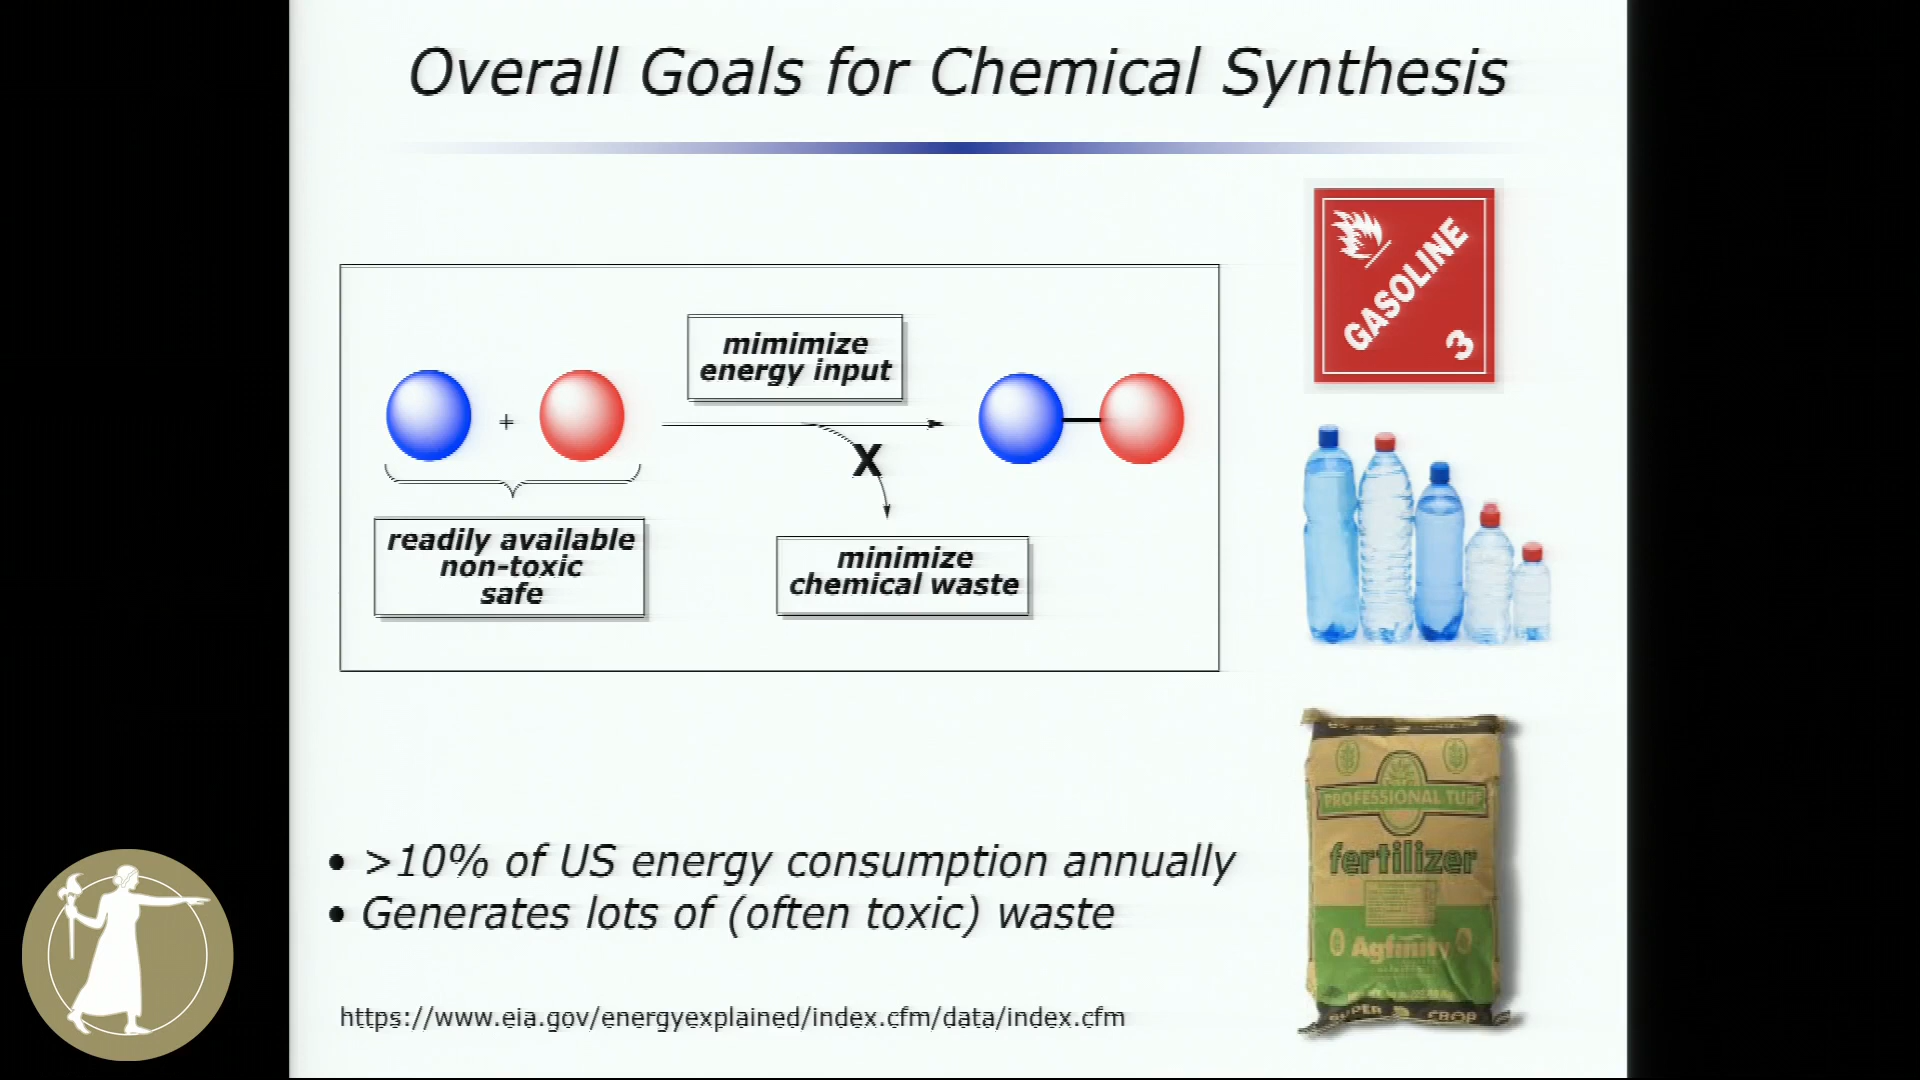 Overall Goals for Chemical Synthesis
mimimize
energy input
+
X
readily available
non-toxic
safe
minimize
chemical waste
GASOLINE
3
PROFESSIONAL TURF
fertilizer
Agfinity
SUPER CROP
• >10% of US energy consumption annually
• Generates lots of (often toxic) waste
https://www.eia.gov/energyexplained/index.cfm/data/index.cfm